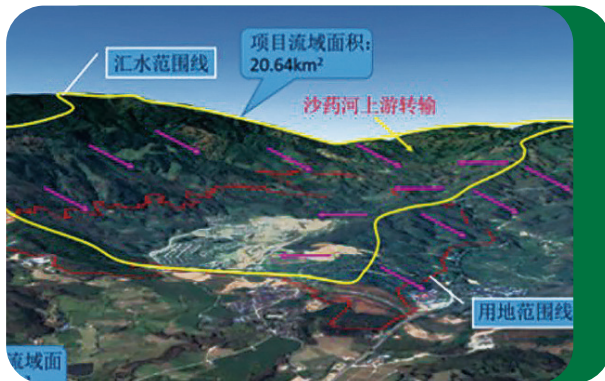 项目流域面积:
20.64km²
汇水范围线
沙药河上游转输
用地范围线
流域面